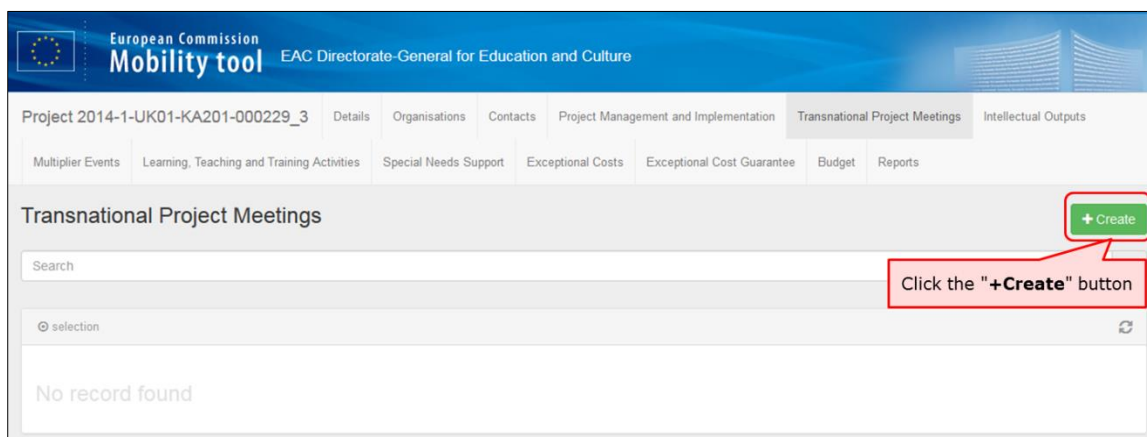 European Commission
Mobility tool
EAC Directorate-General for Education and Culture
Project 2014-1-UK01-KA201-000229_3 Details Organisations Contacts Project Management and Implementation Transnational Project Meetings Intellectual Outputs
Multiplier Events Learning, Teaching and Training Activities Special Needs Support Exceptional Costs Exceptional Cost Guarantee Budget Reports
Transnational Project Meetings
+ Create
Search
Click the "+Create" button
selection
No record found